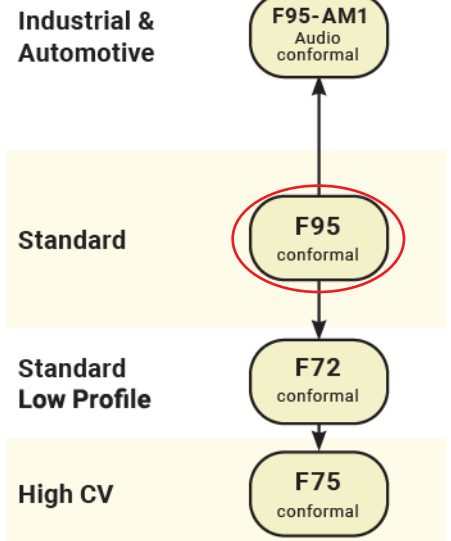 Industrial &
Automotive
F95-AM1
Audio
conformal
Standard
F95
conformal
Standard
Low Profile
F72
conformal
High CV
F75
conformal